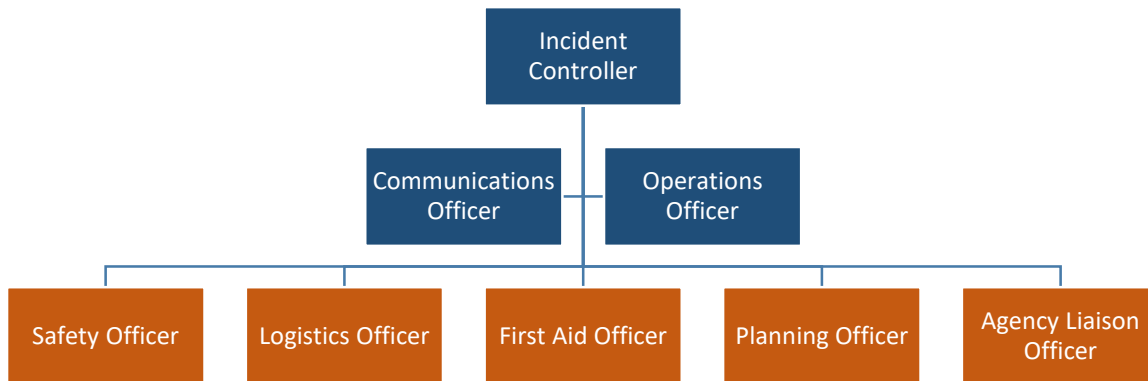 Incident
Controller
Communications
Officer
Operations
Officer
Safety Officer
Logistics Officer
First Aid Officer
Planning Officer
Agency Liaison
Officer